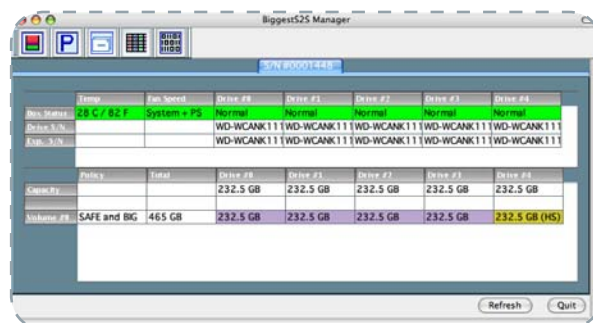 BiggestS2S Manager
P
S/N #0001448
Temp Fan Speed Drive #0 Drive #1 Drive #2 Drive #3 Drive #4
Box Status 28 C / 82 F System + PS Normal Normal Normal Normal Normal
Drive S/N WD-WCANK111 WD-WCANK111 WD-WCANK111 WD-WCANK111 WD-WCANK111
Exp. S/N WD-WCANK111 WD-WCANK111 WD-WCANK111 WD-WCANK111 WD-WCANK111
Policy Total Drive #0 Drive #1 Drive #2 Drive #3 Drive #4
Capacity 232.5 GB 232.5 GB 232.5 GB 232.5 GB 232.5 GB
Volume #0 SAFE and BIG 465 GB 232.5 GB 232.5 GB 232.5 GB 232.5 GB 232.5 GB (HS)
Refresh Quit